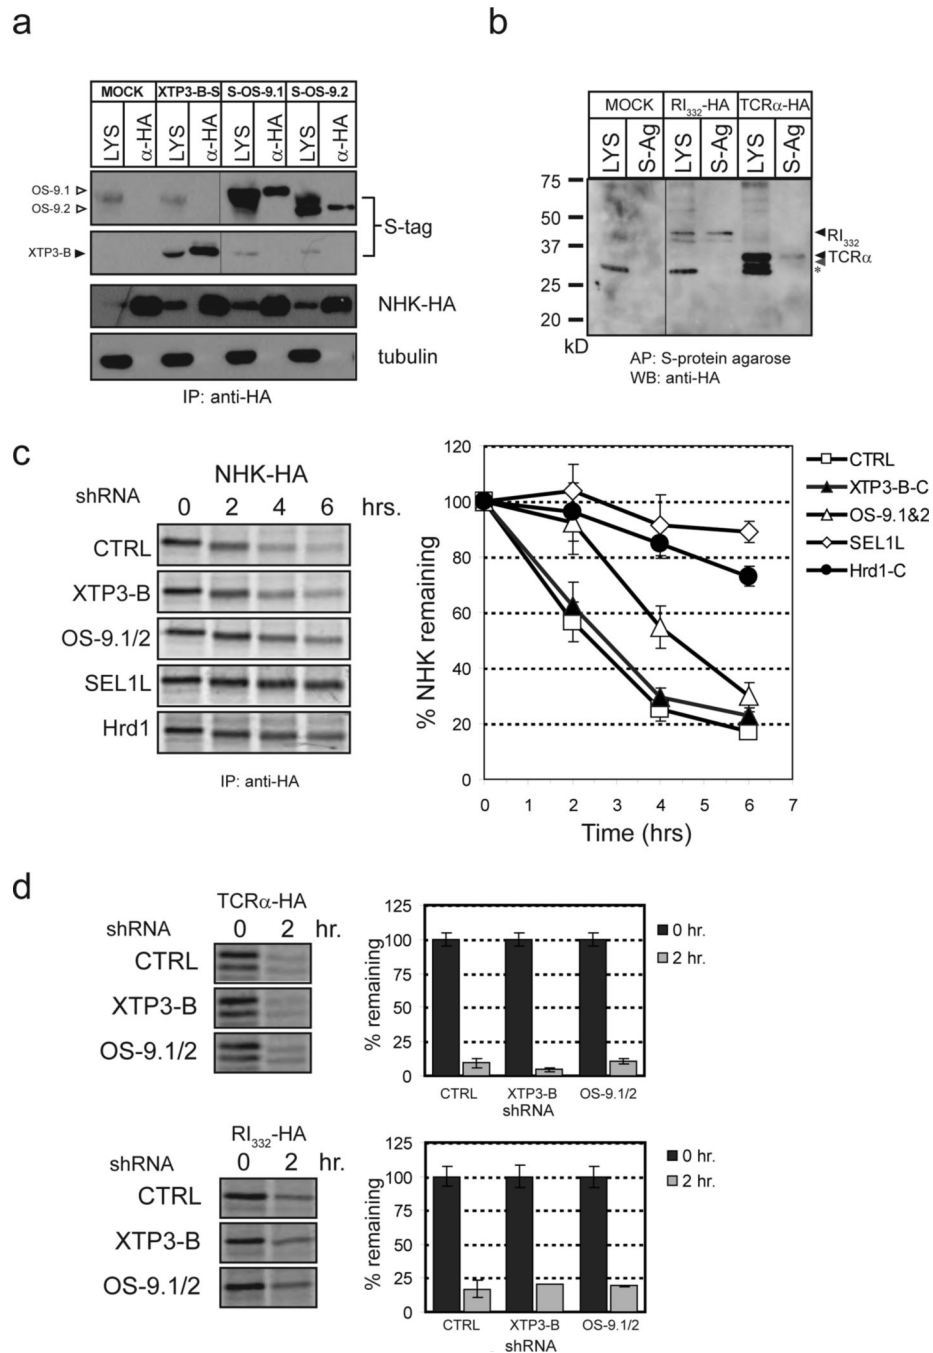 a
MOCK XTP3-B-S S-OS-9.1 S-OS-9.2
LYS α-HA LYS α-HA LYS α-HA LYS α-HA
OS-9.1
OS-9.2
S-tag
XTP3-B
NHK-HA
tubulin
IP: anti-HA
b
MOCK RI332-HA TCRα-HA
LYS S-Ag LYS S-Ag LYS S-Ag
75
50
37
25
20
kD
RI332
TCRα
*
AP: S-protein agarose
WB: anti-HA
c
NHK-HA
shRNA 0 2 4 6 hrs.
CTRL
XTP3-B
OS-9.1/2
SEL1L
Hrd1
IP: anti-HA
% NHK remaining
120
100
80
60
40
20
0
0 1 2 3 4 5 6 7
Time (hrs)
CTRL
XTP3-B-C
OS-9.1&2
SEL1L
Hrd1-C
d
TCRα-HA
shRNA 0 2 hr.
CTRL
XTP3-B
OS-9.1/2
% remaining
125
100
75
50
25
0
CTRL XTP3-B OS-9.1/2
shRNA
0 hr.
2 hr.
RI332-HA
shRNA 0 2 hr.
CTRL
XTP3-B
OS-9.1/2
% remaining
125
100
75
50
25
0
CTRL XTP3-B OS-9.1/2
shRNA
0 hr.
2 hr.